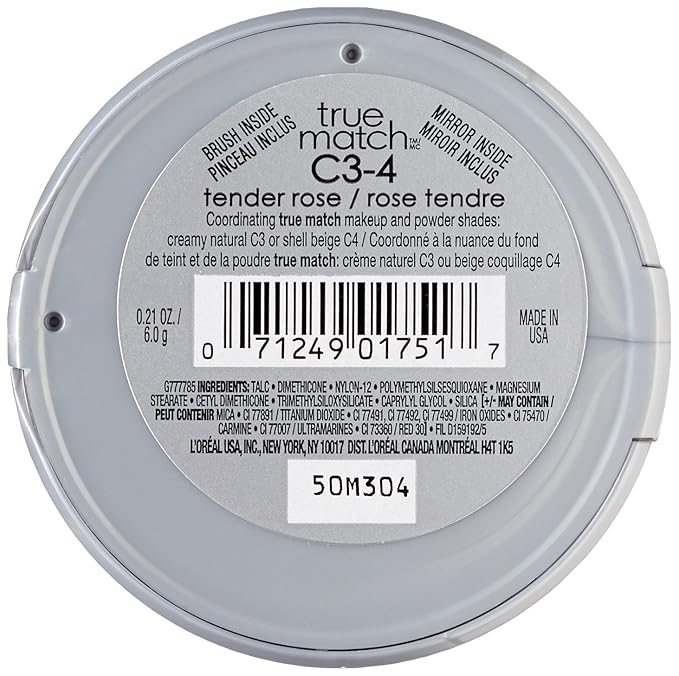 BRUSH INSIDE
PINCEAU INCLUS
true
match TM/MC
MIRROR INSIDE
MIROIR INCLUS
C3-4
tender rose / rose tendre
Coordinating true match makeup and powder shades:
creamy natural C3 or shell beige C4 / Coordonné à la nuance du fond
de teint et de la poudre true match: crème naturel C3 ou beige coquillage C4
0.21 OZ. /
6.0 g
MADE IN
USA
0 71249 01751 7
G777785 INGREDIENTS: TALC • DIMETHICONE • NYLON-12 • POLYMETHYLSILSESQUIOXANE • MAGNESIUM
STEARATE • CETYL DIMETHICONE • TRIMETHYLSILOXYSILICATE • CAPRYLYL GLYCOL • SILICA [+/- MAY CONTAIN /
PEUT CONTENIR MICA • CI 77891 / TITANIUM DIOXIDE • CI 77491, CI 77492, CI 77499 / IRON OXIDES • CI 75470 /
CARMINE • CI 77007 / ULTRAMARINES • CI 73360 / RED 30] • FIL D159192/5
L'ORÉAL USA, INC., NEW YORK, NY 10017 DIST. L'ORÉAL CANADA MONTRÉAL H4T 1K5
50M304